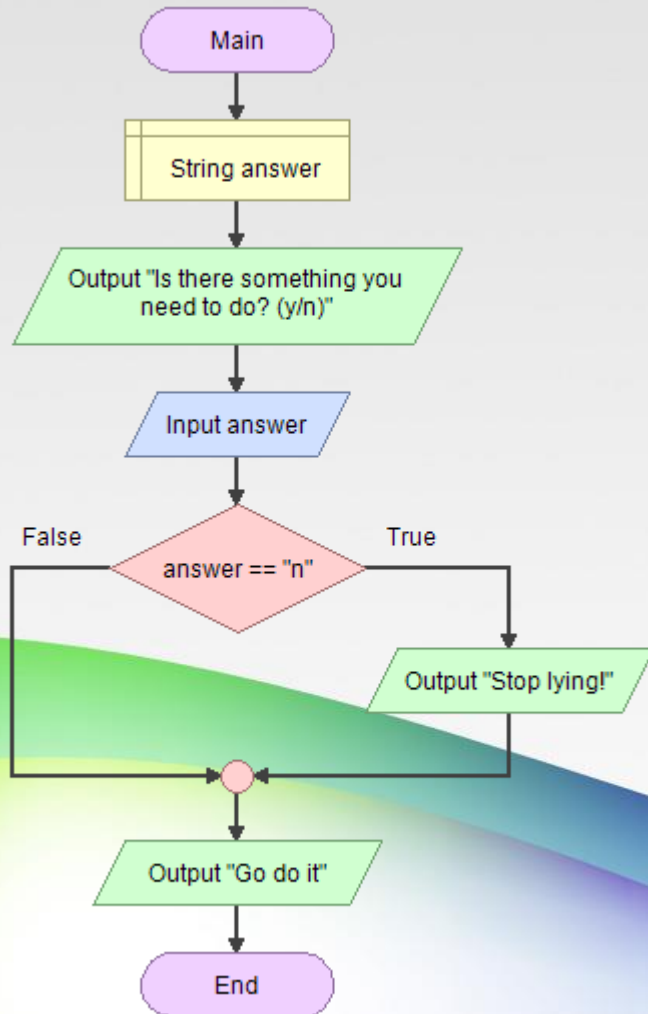 Main
String answer
Output "Is there something you
need to do? (y/n)"
Input answer
False
True
answer == "n"
Output "Stop lying!"
Output "Go do it"
End